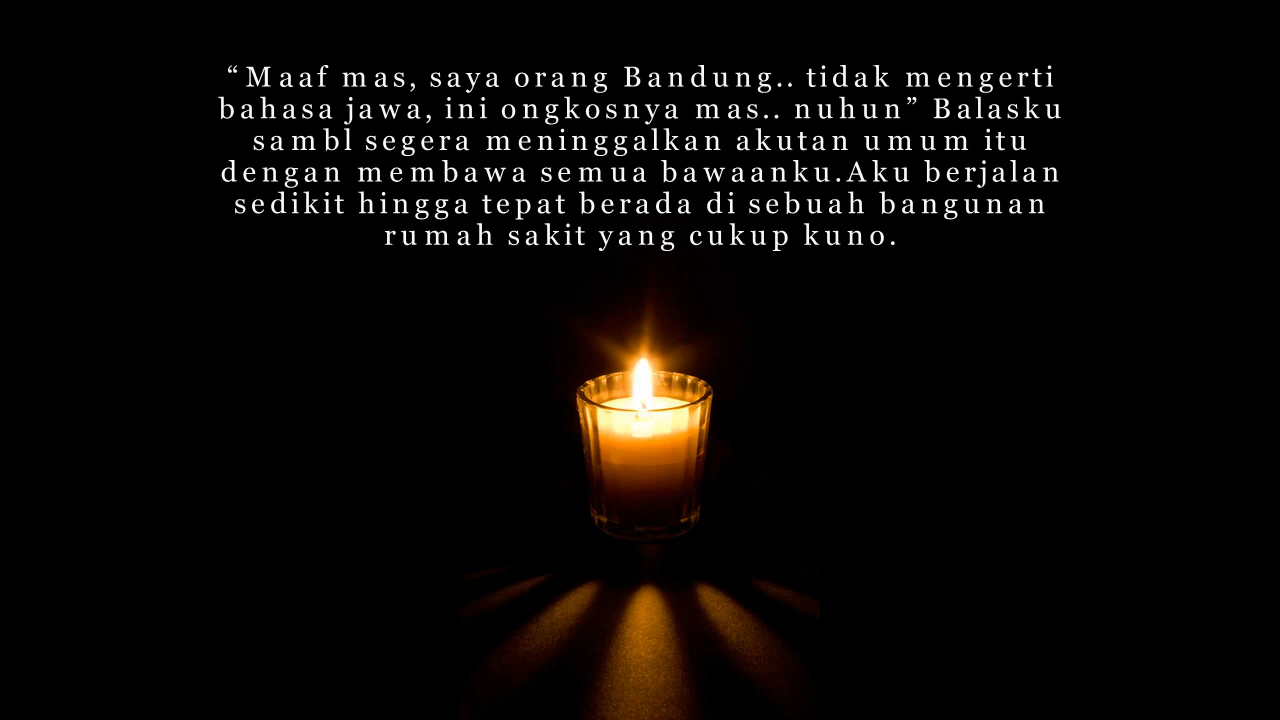 “Maaf mas, saya orang Bandung.. tidak mengerti
bahasa jawa, ini ongkosnya mas.. nuhun” Balasku
sambl segera meninggalkan akutan umum itu
dengan membawa semua bawaanku.Aku berjalan
sedikit hingga tepat berada di sebuah bangunan
rumah sakit yang cukup kuno.